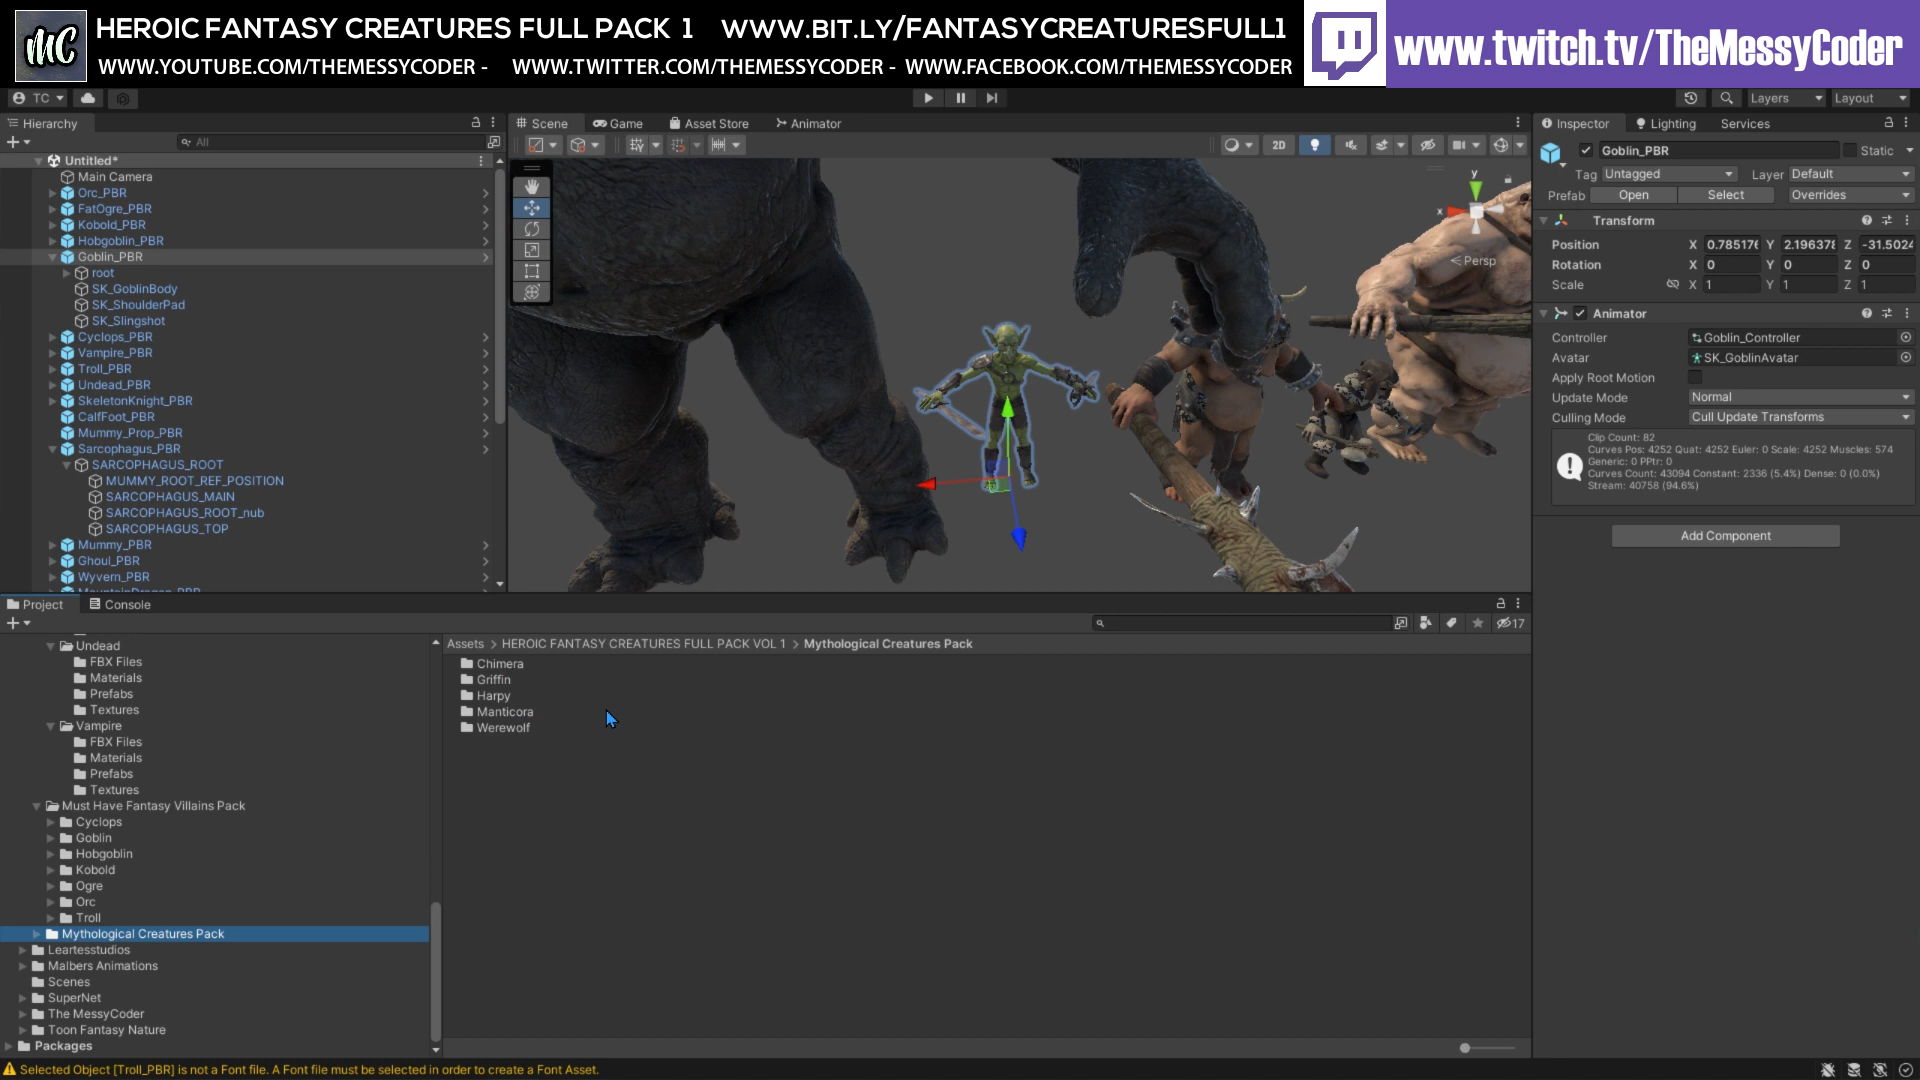 MC
HEROIC FANTASY CREATURES FULL PACK 1 WWW.BIT.LY/FANTASYCREATURESFULL1
WWW.YOUTUBE.COM/THEMESSYCODER - WWW.TWITTER.COM/THEMESSYCODER - WWW.FACEBOOK.COM/THEMESSYCODER
www.twitch.tv/TheMessyCoder
TC
Layers
Layout
Hierarchy
All
Untitled*
Main Camera
Orc_PBR
FatOgre_PBR
Kobold_PBR
Hobgoblin_PBR
Goblin_PBR
root
SK_GoblinBody
SK_ShoulderPad
SK_Slingshot
Cyclops_PBR
Vampire_PBR
Troll_PBR
Undead_PBR
SkeletonKnight_PBR
CalfFoot_PBR
Mummy_Prop_PBR
Sarcophagus_PBR
SARCOPHAGUS_ROOT
MUMMY_ROOT_REF_POSITION
SARCOPHAGUS_MAIN
SARCOPHAGUS_ROOT_nub
SARCOPHAGUS_TOP
Mummy_PBR
Ghoul_PBR
Wyvern_PBR
MountainDragon_PBR
Scene
Game
Asset Store
Animator
2D
y
x
Persp
Inspector
Lighting
Services
Goblin_PBR
Static
Tag Untagged
Layer Default
Prefab Open Select Overrides
Transform
Position X 0.785176 Y 2.196378 Z -31.5024
Rotation X 0 Y 0 Z 0
Scale X 1 Y 1 Z 1
Animator
Controller Goblin_Controller
Avatar SK_GoblinAvatar
Apply Root Motion
Update Mode Normal
Culling Mode Cull Update Transforms
Clip Count: 82
Curves Pos: 4252 Quat: 4252 Euler: 0 Scale: 4252 Muscles: 574
Generic: 0 PPtr: 0
Curves Count: 43094 Constant: 2336 (5.4%) Dense: 0 (0.0%)
Stream: 40758 (94.6%)
Add Component
Project
Console
17
Undead
FBX Files
Materials
Prefabs
Textures
Vampire
FBX Files
Materials
Prefabs
Textures
Must Have Fantasy Villains Pack
Cyclops
Goblin
Hobgoblin
Kobold
Ogre
Orc
Troll
Mythological Creatures Pack
Leartesstudios
Malbers Animations
Scenes
SuperNet
The MessyCoder
Toon Fantasy Nature
Packages
Assets > HEROIC FANTASY CREATURES FULL PACK VOL 1 > Mythological Creatures Pack
Chimera
Griffin
Harpy
Manticora
Werewolf
Selected Object [Troll_PBR] is not a Font file. A Font file must be selected in order to create a Font Asset.